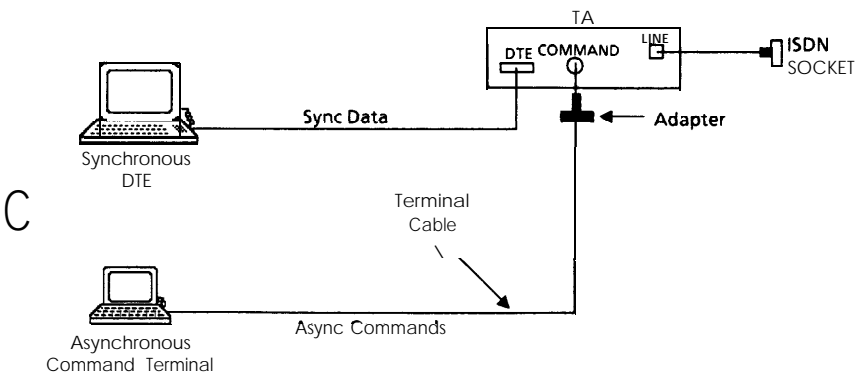 TA
DTE COMMAND LINE
ISDN
SOCKET
Sync Data
Adapter
Synchronous
DTE
C
Terminal
Cable
Async Commands
Asynchronous
Command Terminal